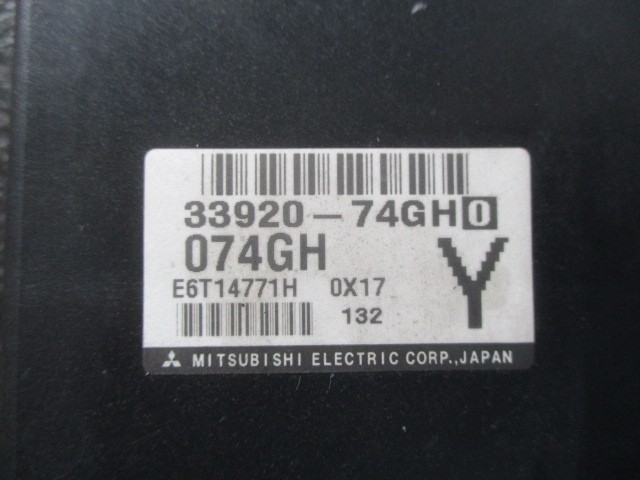 33920-74GH0
074GH
Y
E6T14771H 0X17
132
MITSUBISHI ELECTRIC CORP.,JAPAN